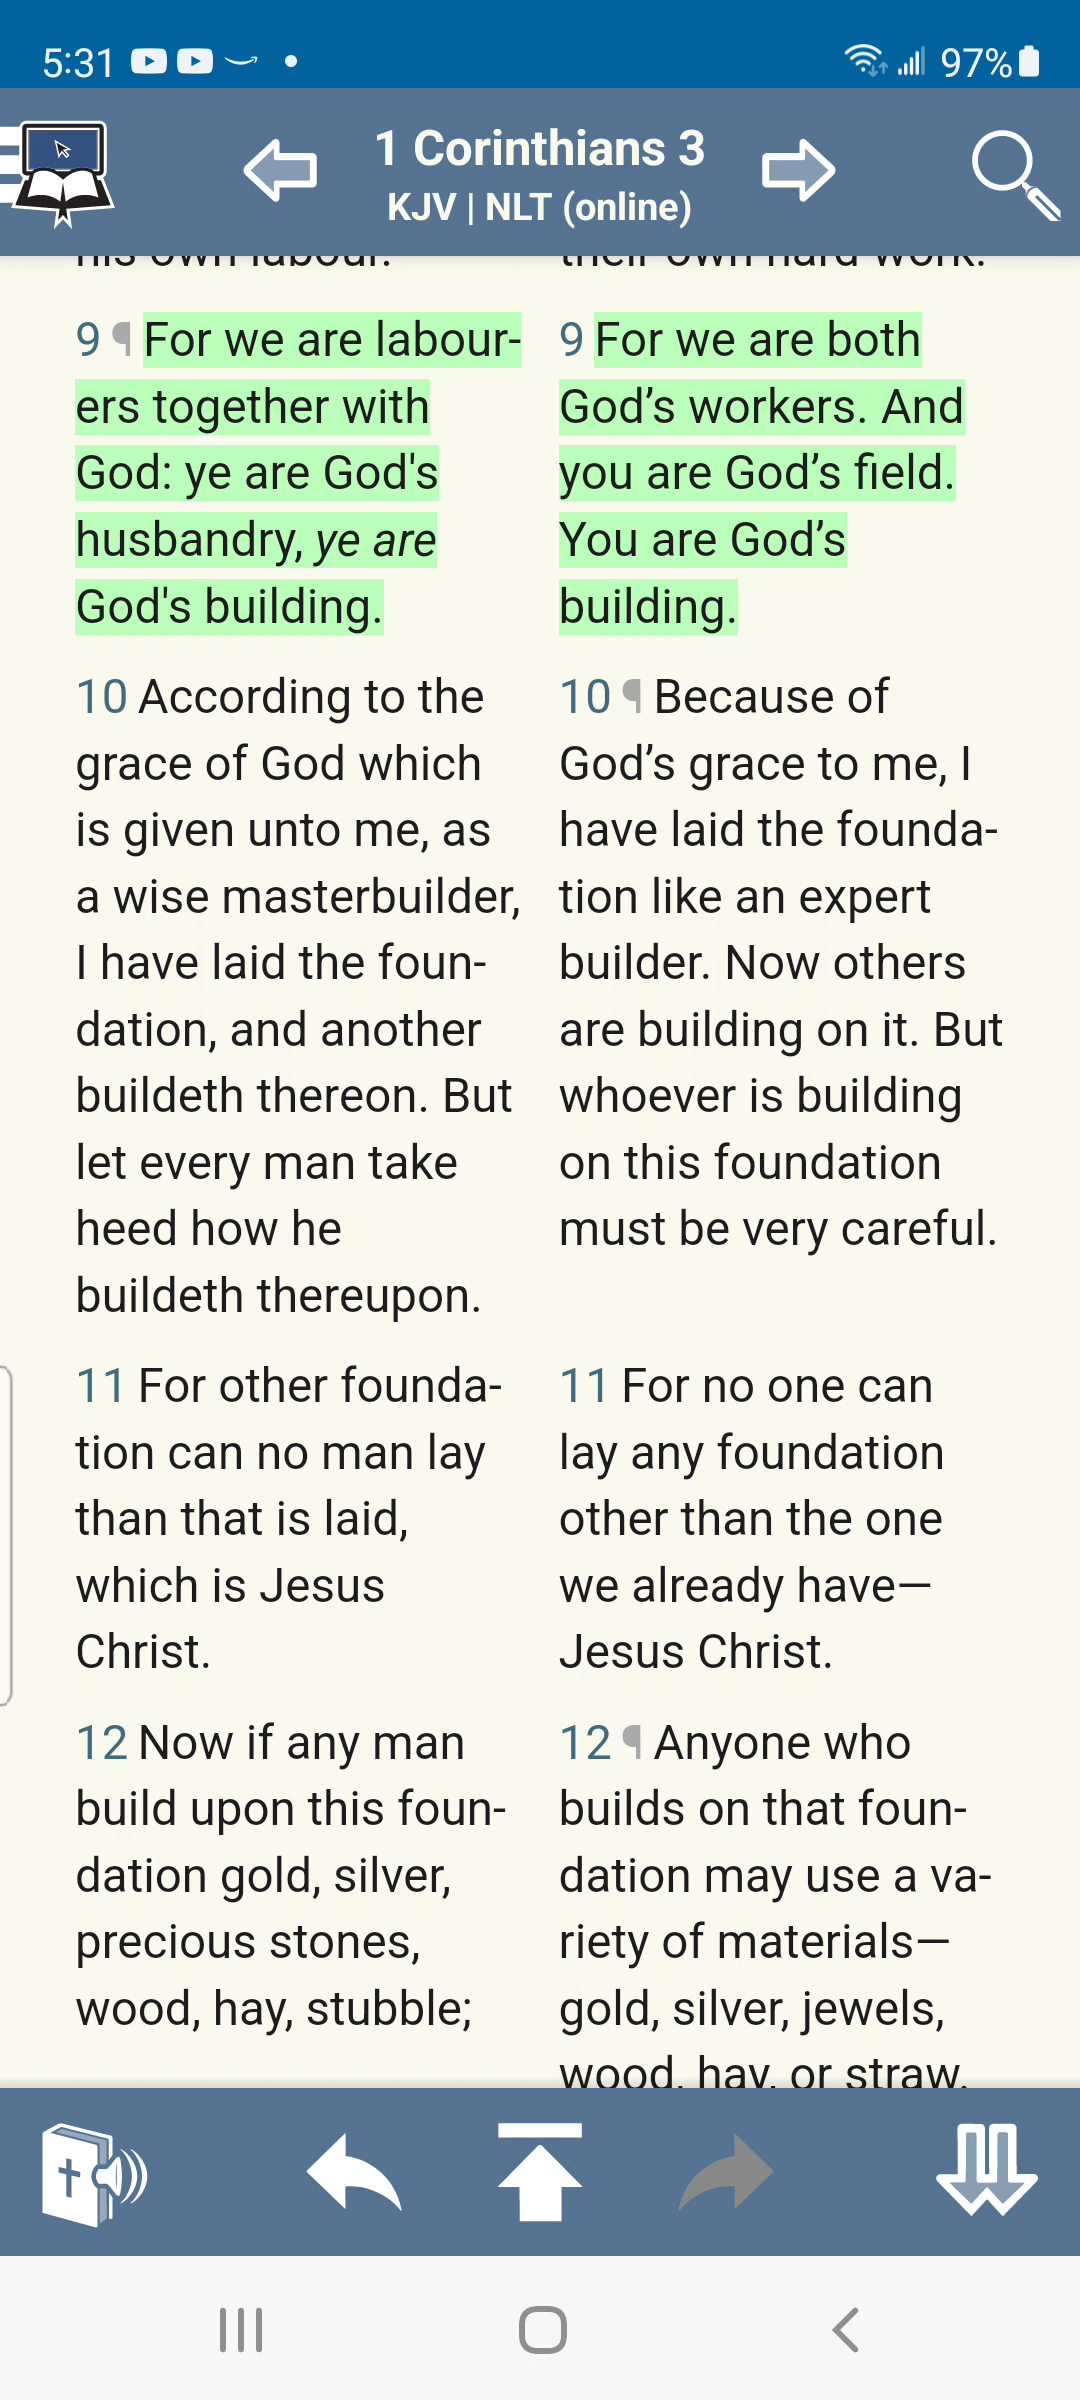 5:31
97%
1 Corinthians 3
KJV | NLT (online)
his own labour.
9 ¶ For we are labour-
ers together with
God: ye are God's
husbandry, ye are
God's building.
10 According to the
grace of God which
is given unto me, as
a wise masterbuilder,
I have laid the foun-
dation, and another
buildeth thereon. But
let every man take
heed how he
buildeth thereupon.
11 For other founda-
tion can no man lay
than that is laid,
which is Jesus
Christ.
12 Now if any man
build upon this foun-
dation gold, silver,
precious stones,
wood, hay, stubble;
their own hard work.
9 For we are both
God’s workers. And
you are God’s field.
You are God’s
building.
10 ¶ Because of
God’s grace to me, I
have laid the founda-
tion like an expert
builder. Now others
are building on it. But
whoever is building
on this foundation
must be very careful.
11 For no one can
lay any foundation
other than the one
we already have—
Jesus Christ.
12 ¶ Anyone who
builds on that foun-
dation may use a va-
riety of materials—
gold, silver, jewels,
wood, hay, or straw.